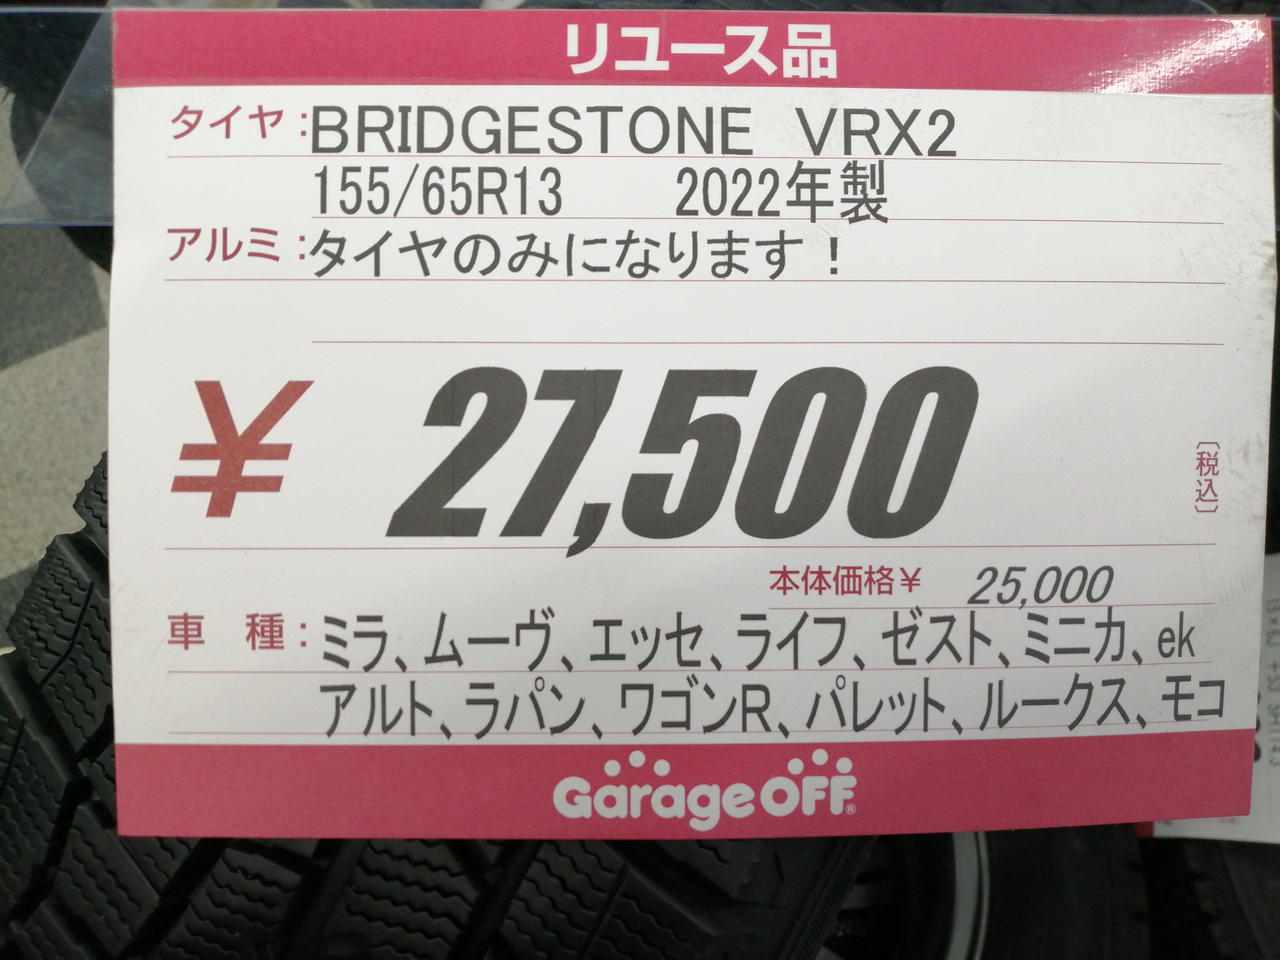 リユース品
タイヤ:BRIDGESTONE VRX2
155/65R13 2022年製
アルミ:タイヤのみになります！
¥ 27,500
〔税込〕
本体価格¥ 25,000
車 種:ミラ、ムーヴ、エッセ、ライフ、ゼスト、ミニカ、ek
アルト、ラパン、ワゴンR、パレット、ルークス、モコ
GarageOFF®